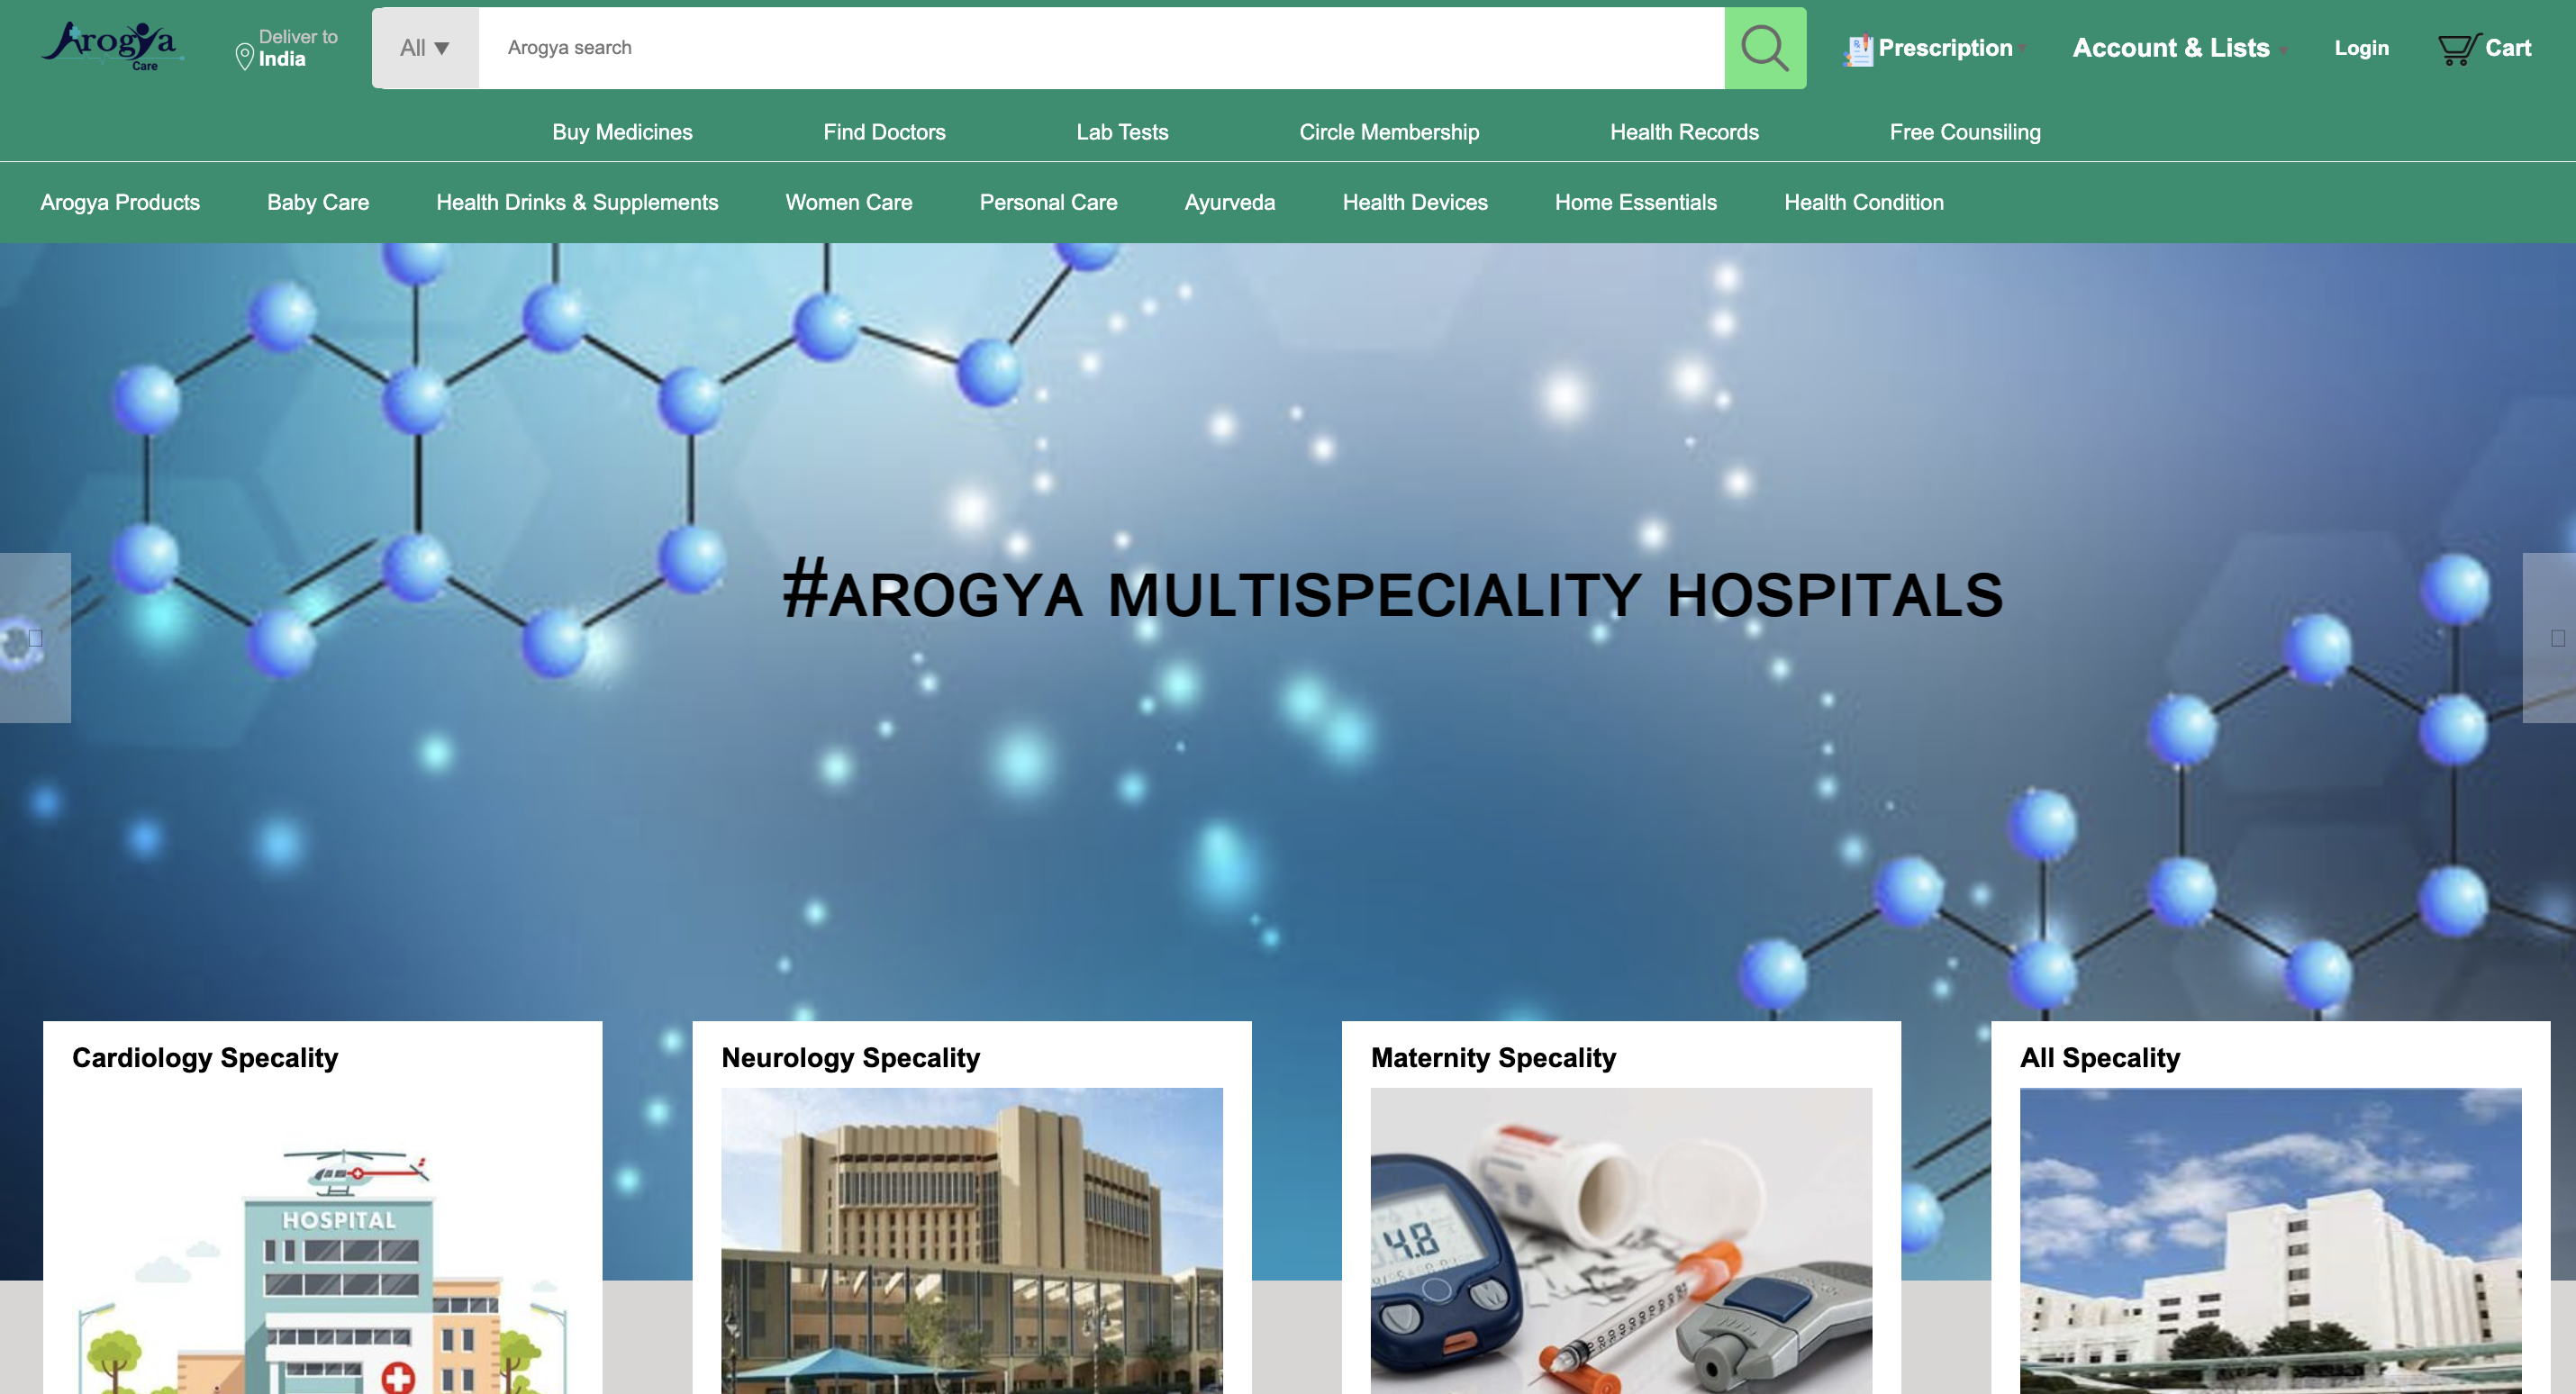 Arogya
Care
Deliver to
India
All ▼
Arogya search
Prescription
Account & Lists
Login
Cart
Buy Medicines
Find Doctors
Lab Tests
Circle Membership
Health Records
Free Counsiling
Arogya Products
Baby Care
Health Drinks & Supplements
Women Care
Personal Care
Ayurveda
Health Devices
Home Essentials
Health Condition
#AROGYA MULTISPECIALITY HOSPITALS
Cardiology Specality
HOSPITAL
Neurology Specality
Maternity Specality
4.8
All Specality